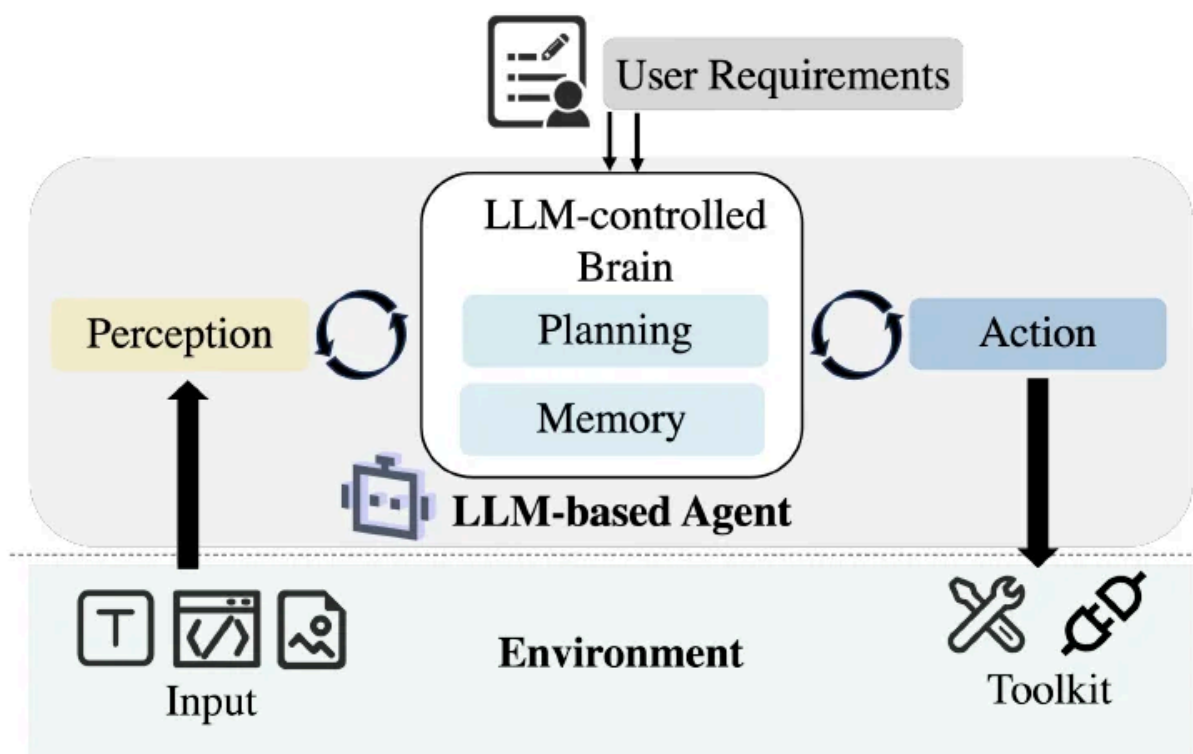 User Requirements
LLM-controlled
Brain
Perception
Planning
Action
Memory
LLM-based Agent
T
Environment
Input
Toolkit